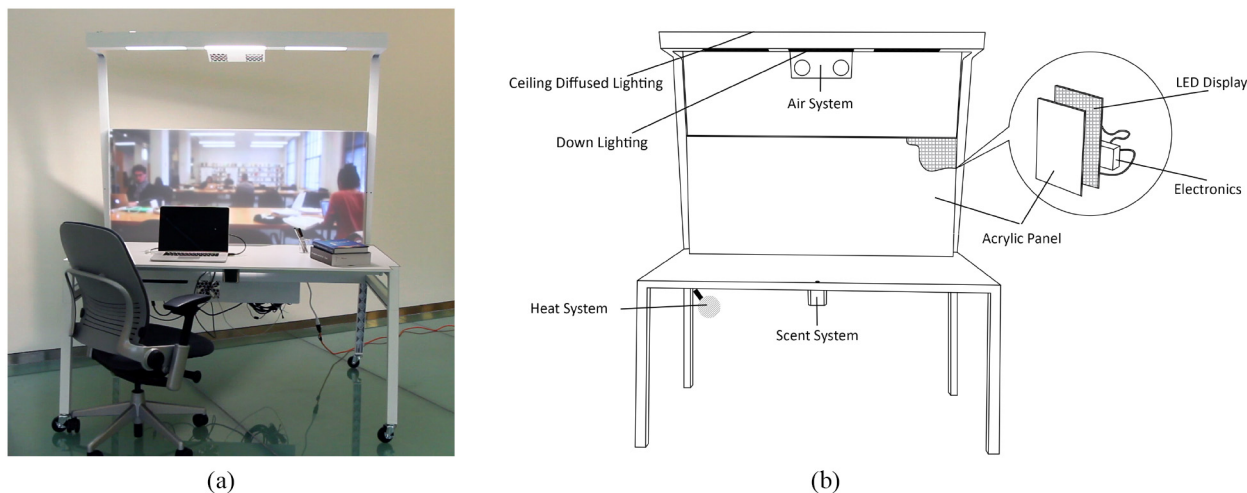 Ceiling Diffused Lighting
Down Lighting
Air System
LED Display
Electronics
Acrylic Panel
Heat System
Scent System
(a)
(b)